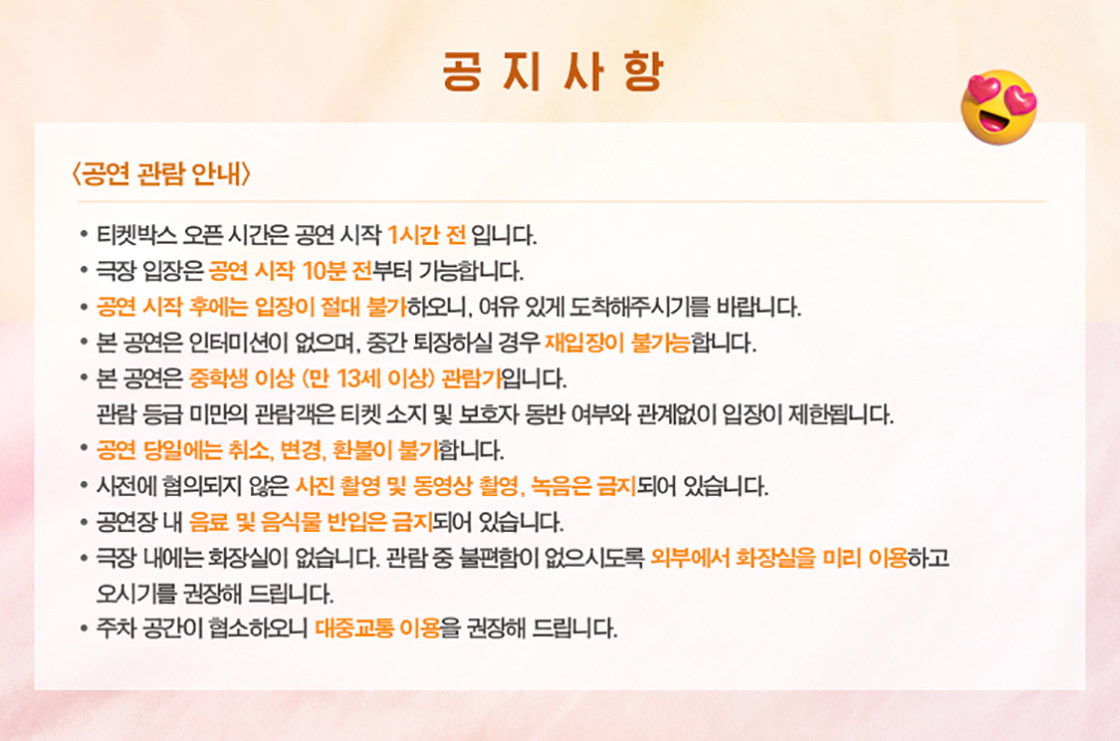 공지사항
<공연 관람 안내>
• 티켓박스 오픈 시간은 공연 시작 1시간 전 입니다.
• 극장 입장은 공연 시작 10분 전부터 가능합니다.
• 공연 시작 후에는 입장이 절대 불가하오니, 여유 있게 도착해주시기를 바랍니다.
• 본 공연은 인터미션이 없으며, 중간 퇴장하실 경우 재입장이 불가능합니다.
• 본 공연은 중학생 이상 (만 13세 이상) 관람가입니다.
관람 등급 미만의 관람객은 티켓 소지 및 보호자 동반 여부와 관계없이 입장이 제한됩니다.
• 공연 당일에는 취소, 변경, 환불이 불가합니다.
• 사전에 협의되지 않은 사진 촬영 및 동영상 촬영, 녹음은 금지되어 있습니다.
• 공연장 내 음료 및 음식물 반입은 금지되어 있습니다.
• 극장 내에는 화장실이 없습니다. 관람 중 불편함이 없으시도록 외부에서 화장실을 미리 이용하고
오시기를 권장해 드립니다.
• 주차 공간이 협소하오니 대중교통 이용을 권장해 드립니다.